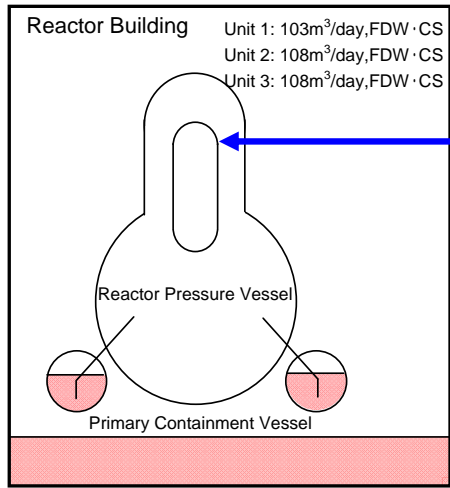 Reactor Building
Unit 1: 103m³/day,FDW・CS
Unit 2: 108m³/day,FDW・CS
Unit 3: 108m³/day,FDW・CS
Reactor Pressure Vessel
Primary Containment Vessel